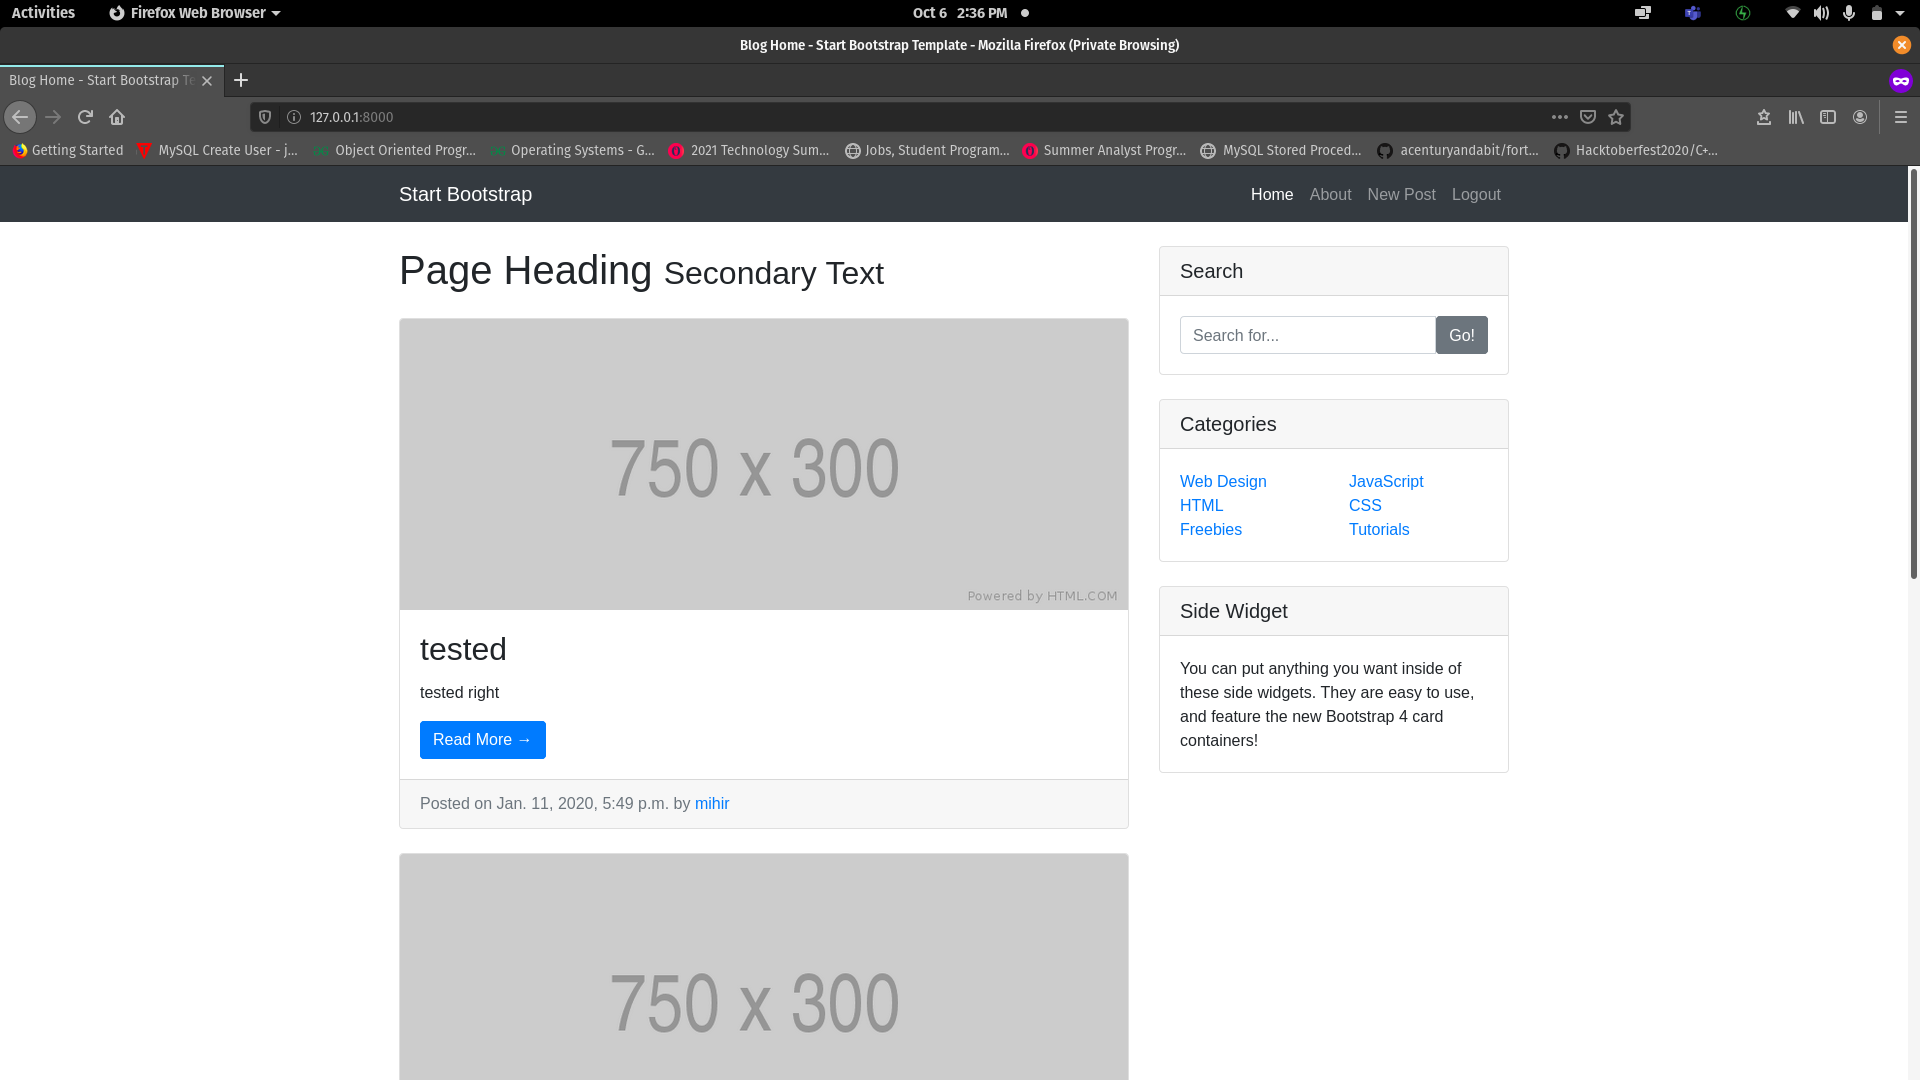 Activities Firefox Web Browser Oct 6 2:36 PM
Blog Home - Start Bootstrap Template - Mozilla Firefox (Private Browsing)
Blog Home - Start Bootstrap Te
127.0.0.1:8000
Getting Started MySQL Create User - j... Object Oriented Progr... Operating Systems - G... 2021 Technology Sum... Jobs, Student Program... Summer Analyst Progr... MySQL Stored Proced... acenturyandabit/fort... Hacktoberfest2020/C+...
Start Bootstrap Home About New Post Logout
Page Heading Secondary Text
750 x 300
Powered by HTML.COM
tested
tested right
Read More →
Posted on Jan. 11, 2020, 5:49 p.m. by mihir
750 x 300
Search
Search for... Go!
Categories
Web Design JavaScript
HTML CSS
Freebies Tutorials
Side Widget
You can put anything you want inside of
these side widgets. They are easy to use,
and feature the new Bootstrap 4 card
containers!